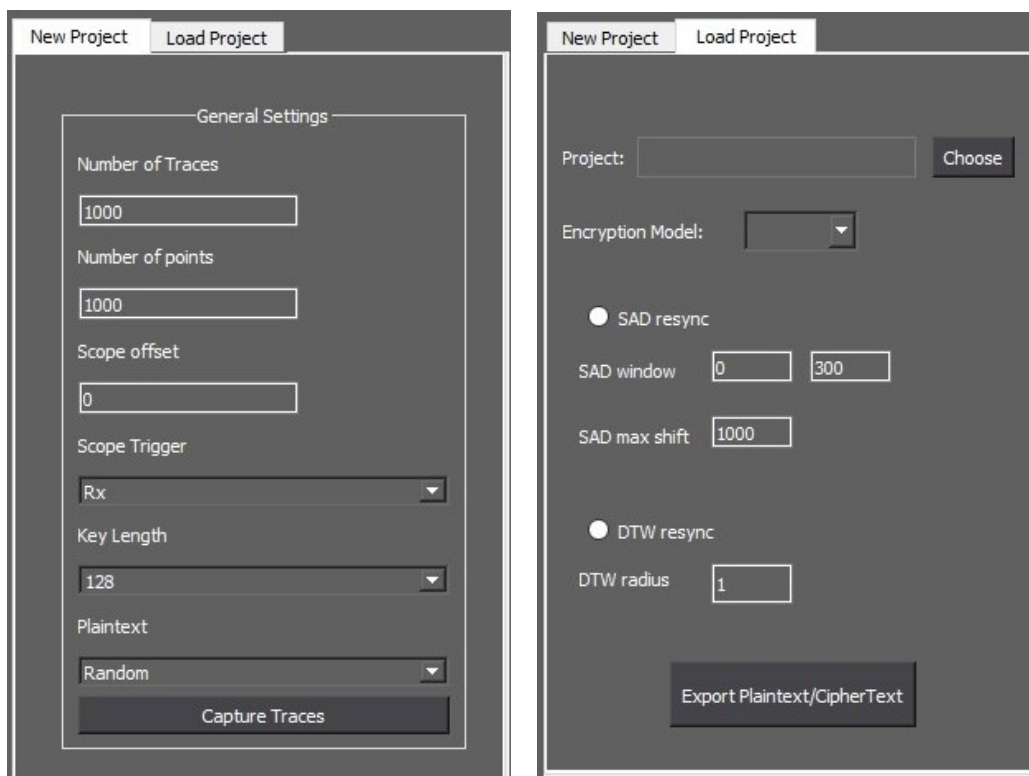 New Project Load Project
General Settings
Number of Traces
1000
Number of points
1000
Scope offset
0
Scope Trigger
Rx
Key Length
128
Plaintext
Random
Capture Traces
New Project Load Project
Project: Choose
Encryption Model:
SAD resync
SAD window 0 300
SAD max shift 1000
DTW resync
DTW radius 1
Export Plaintext/CipherText